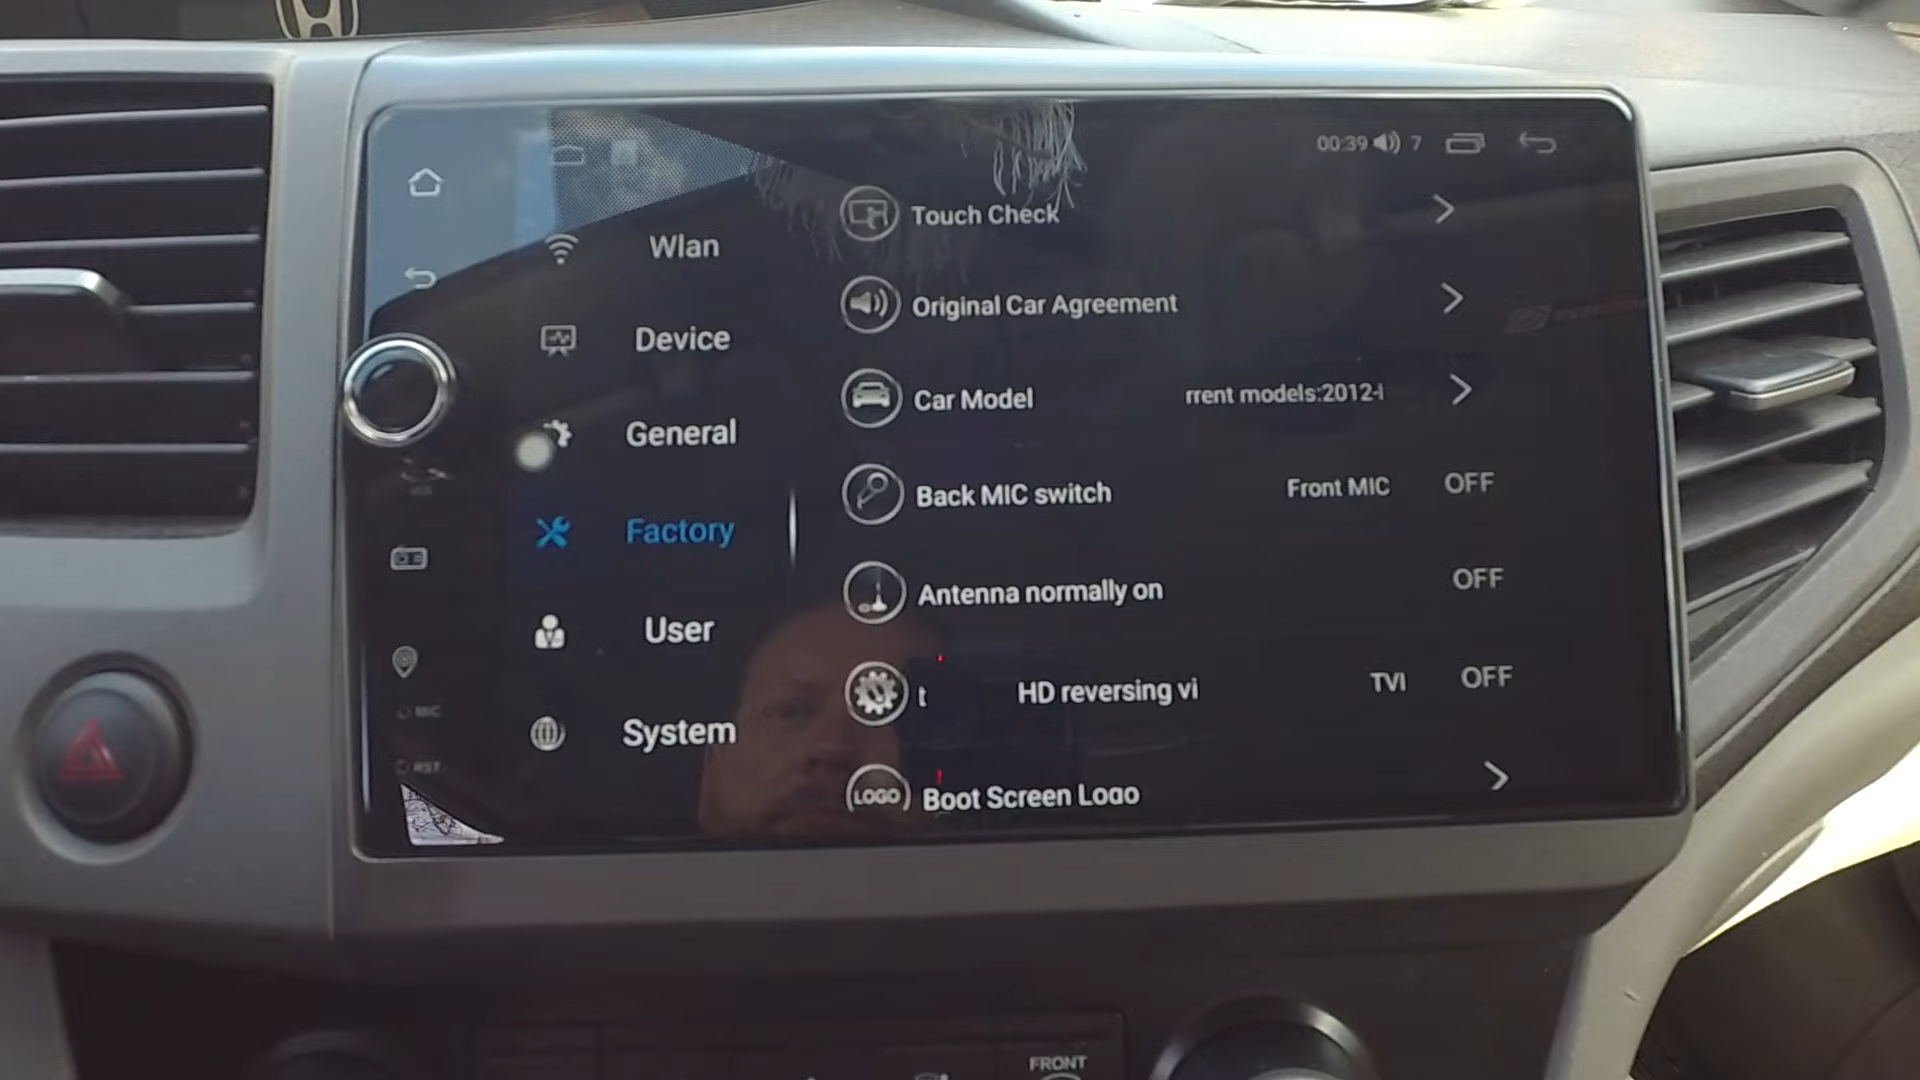 00:39 7
Touch Check
Wlan
Original Car Agreement
Device
Car Model rrent models:2012-
General
Back MIC switch Front MIC OFF
Factory
Antenna normally on OFF
User
t HD reversing vi TVI OFF
MIC
System
RST
LOGO Boot Screen Logo
FRONT